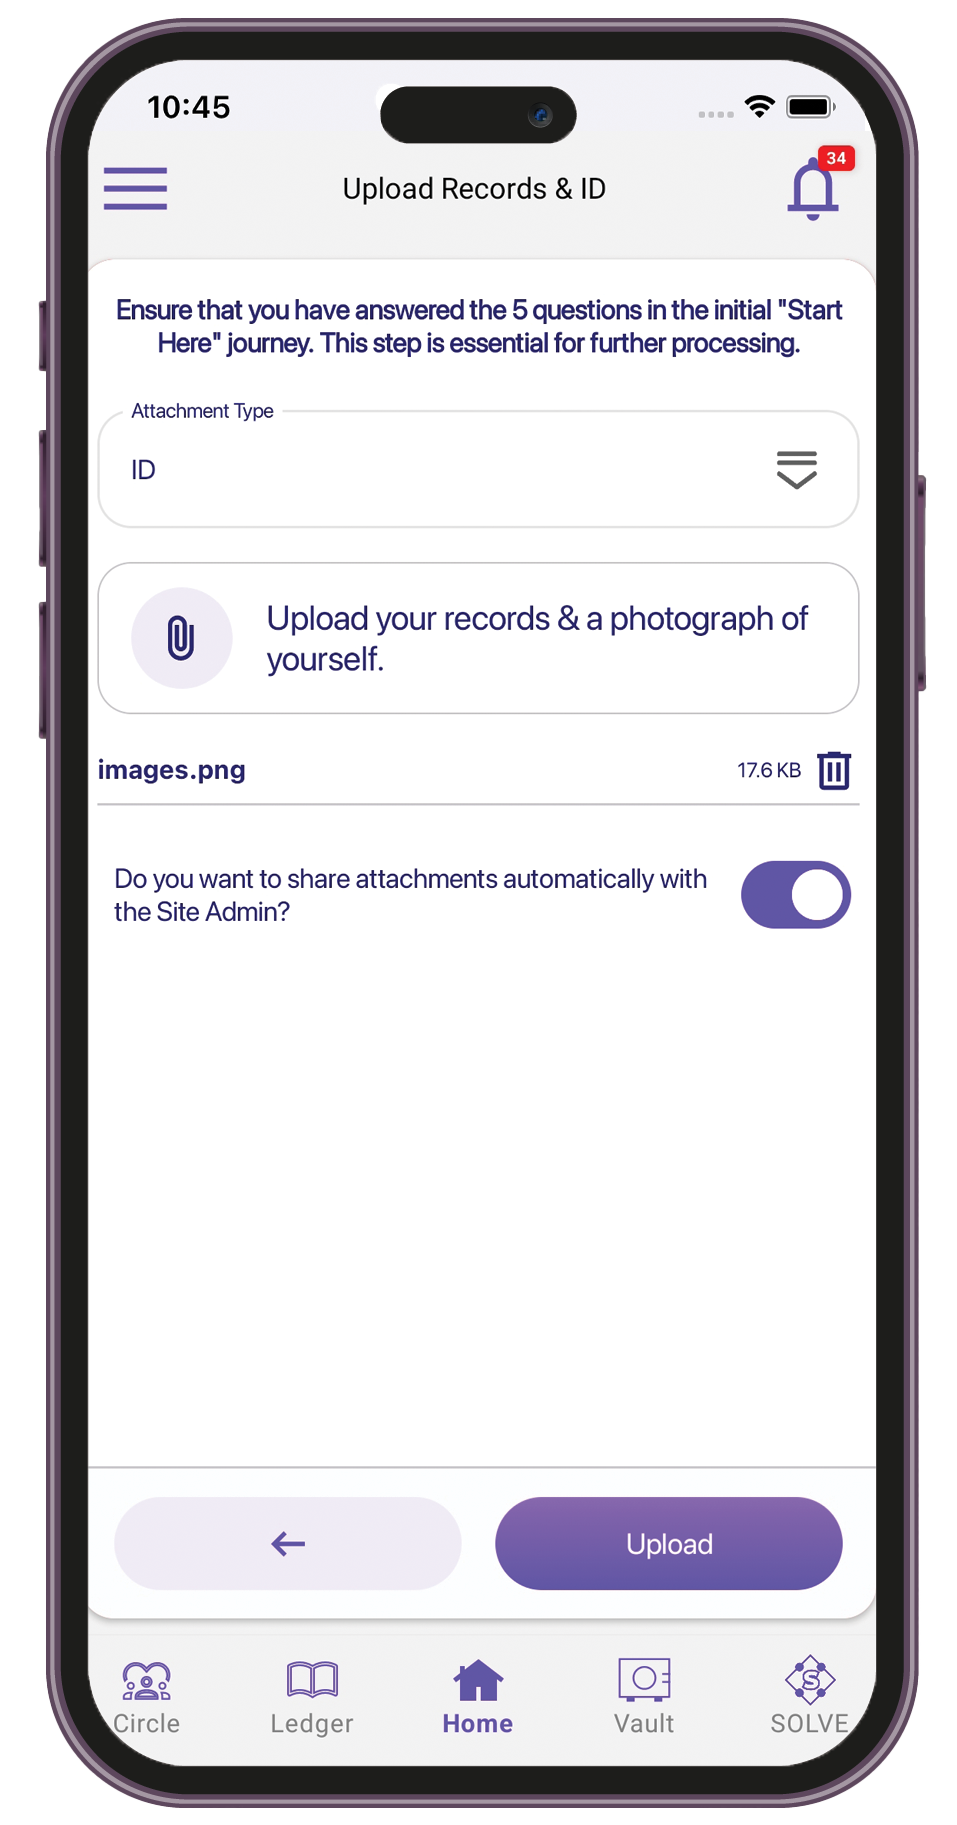 10:45
34
Upload Records & ID
Ensure that you have answered the 5 questions in the initial "Start
Here" journey. This step is essential for further processing.
Attachment Type
ID
Upload your records & a photograph of
yourself.
images.png 17.6 KB
Do you want to share attachments automatically with
the Site Admin?
Upload
S
Circle Ledger Home Vault SOLVE